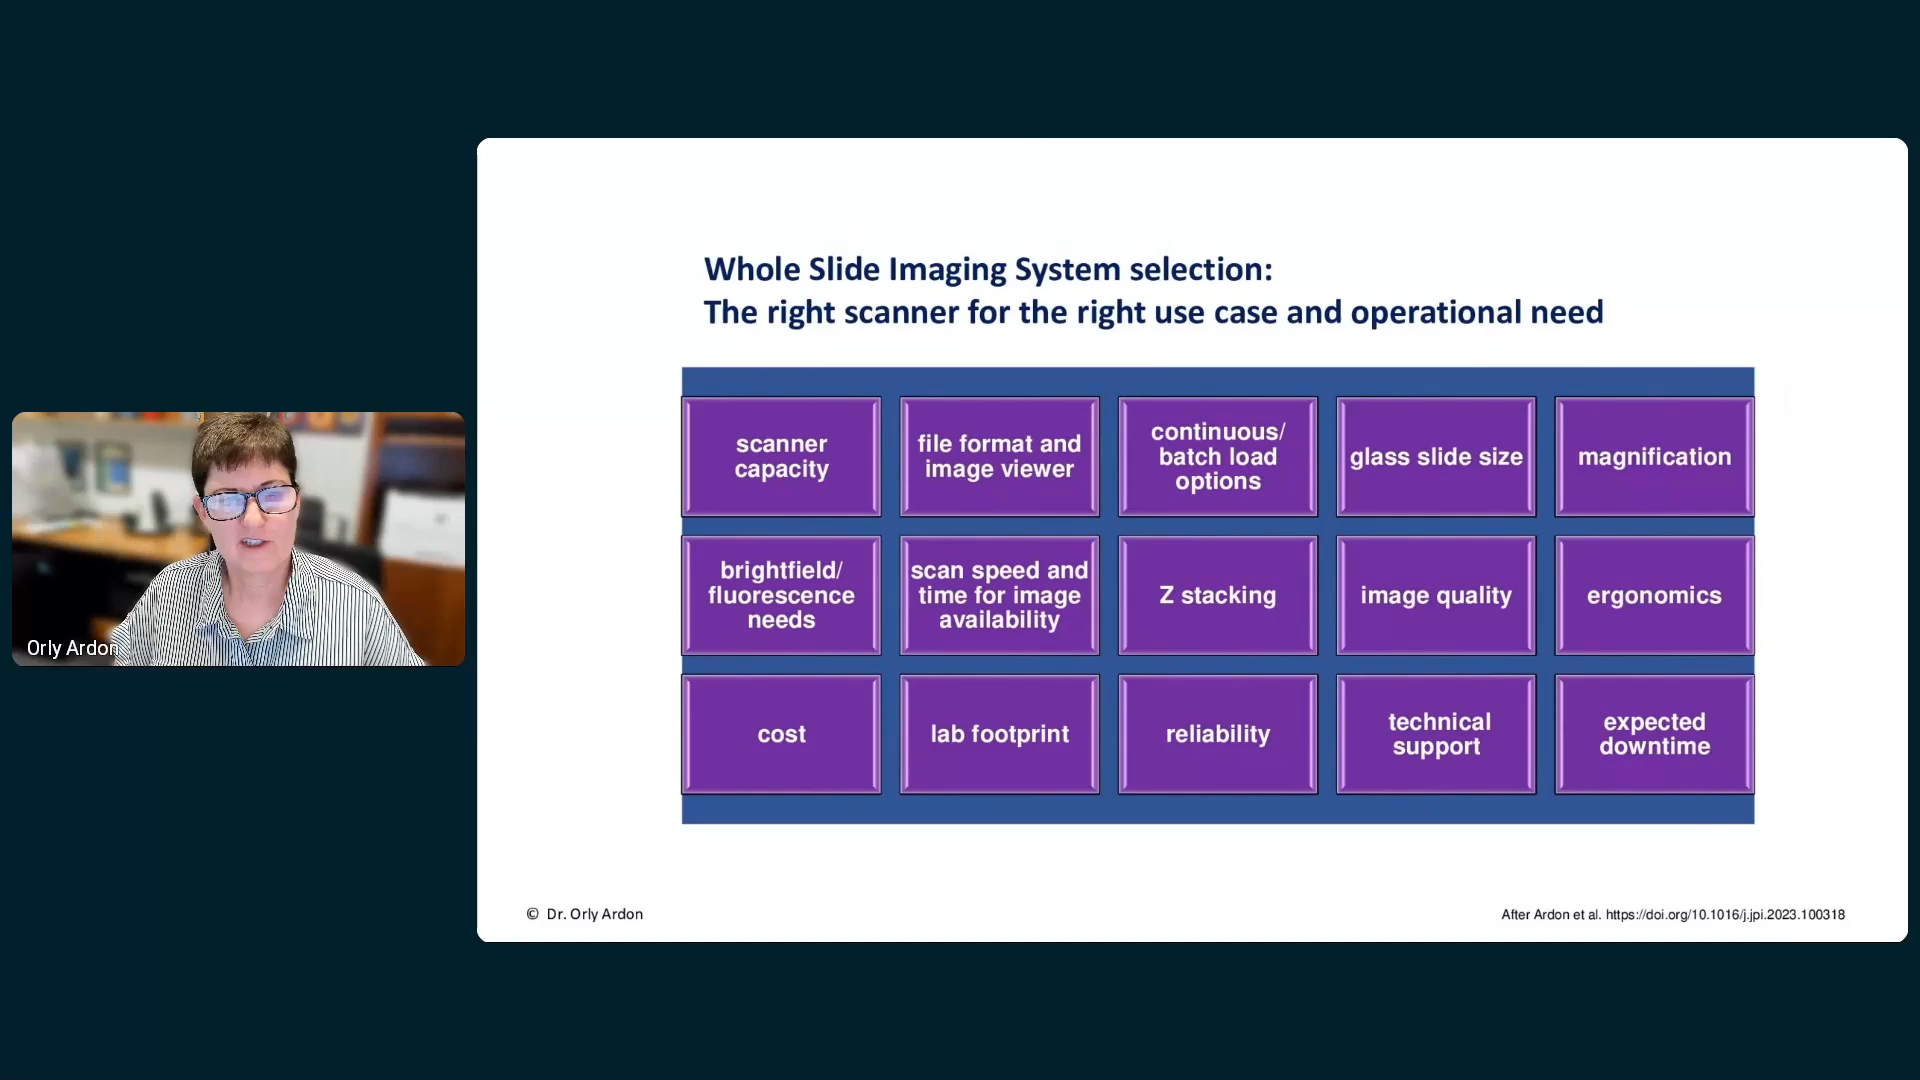 Whole Slide Imaging System selection:
The right scanner for the right use case and operational need
scanner
capacity
file format and
image viewer
continuous/
batch load
options
glass slide size
magnification
brightfield/
fluorescence
needs
scan speed and
time for image
availability
Z stacking
image quality
ergonomics
cost
lab footprint
reliability
technical
support
expected
downtime
Orly Ardon
© Dr. Orly Ardon
After Ardon et al. https://doi.org/10.1016/j.jpi.2023.100318